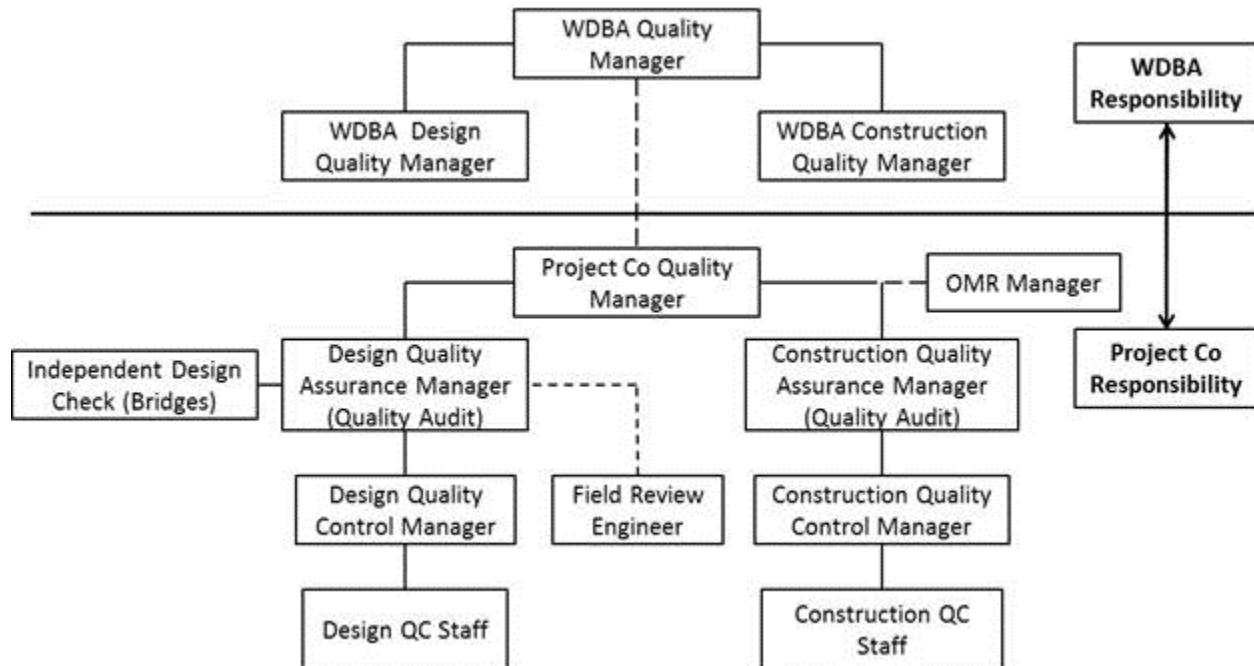 WDBA Quality
Manager
WDBA
Responsibility
WDBA Design
Quality Manager
WDBA Construction
Quality Manager
Project Co Quality
Manager
OMR Manager
Independent Design
Check (Bridges)
Design Quality
Assurance Manager
(Quality Audit)
Construction Quality
Assurance Manager
(Quality Audit)
Project Co
Responsibility
Design Quality
Control Manager
Field Review
Engineer
Construction Quality
Control Manager
Design QC Staff
Construction QC
Staff